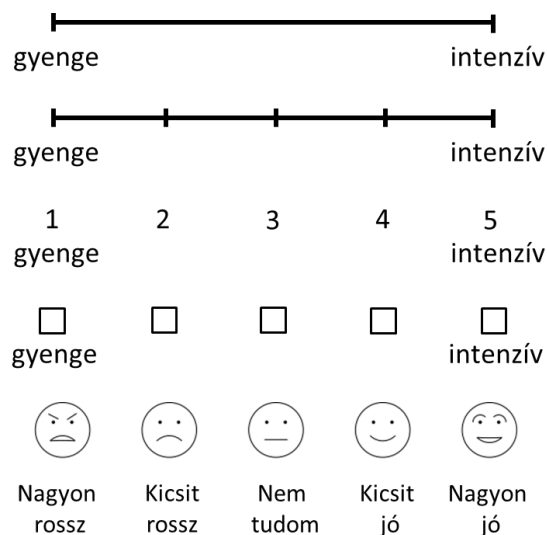 gyenge intenzív
gyenge intenzív
1 2 3 4 5
gyenge intenzív
gyenge intenzív
Nagyon Kicsit Nem Kicsit Nagyon
rossz rossz tudom jó jó